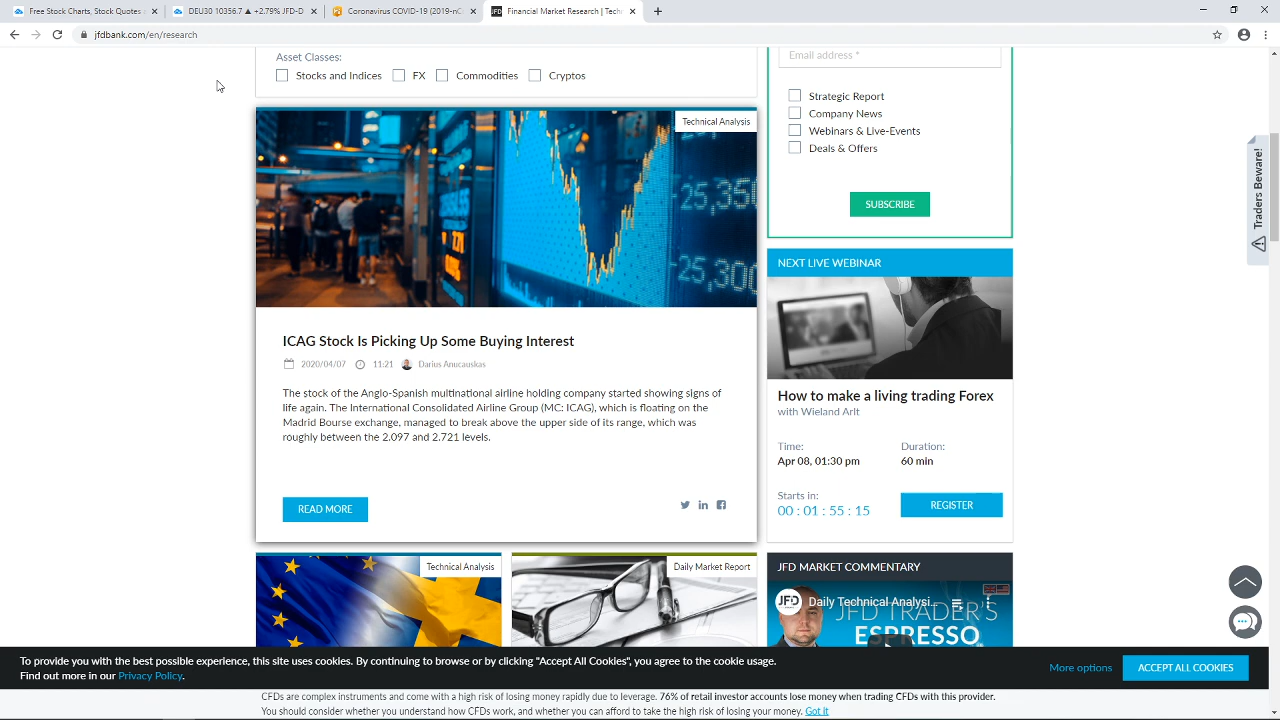 Free Stock Charts, Stock Quotes
DEU30 10356.7 ▲ +2.79% JFD-D
Coronavirus COVID-19 (2019-nC
JFD Financial Market Research | Tech
jfdbank.com/en/research
Asset Classes:
Stocks and Indices FX Commodities Cryptos
Technical Analysis
25,35
25,300
ICAG Stock Is Picking Up Some Buying Interest
2020/04/07 11:21 Darius Anucauskas
The stock of the Anglo-Spanish multinational airline holding company started showing signs of
life again. The International Consolidated Airline Group (MC: ICAG), which is floating on the
Madrid Bourse exchange, managed to break above the upper side of its range, which was
roughly between the 2.097 and 2.721 levels.
READ MORE
Technical Analysis
Daily Market Report
Email address *
Strategic Report
Company News
Webinars & Live-Events
Deals & Offers
SUBSCRIBE
NEXT LIVE WEBINAR
How to make a living trading Forex
with Wieland Arlt
Time: Duration:
Apr 08, 01:30 pm 60 min
Starts in:
00 : 01 : 55 : 15
REGISTER
JFD MARKET COMMENTARY
JFD Daily Technical Analysi...
JFD TRADER'S
ESPRESSO
Traders Beware!
To provide you with the best possible experience, this site uses cookies. By continuing to browse or by clicking "Accept All Cookies", you agree to the cookie usage.
Find out more in our Privacy Policy.
More options
ACCEPT ALL COOKIES
CFDs are complex instruments and come with a high risk of losing money rapidly due to leverage. 76% of retail investor accounts lose money when trading CFDs with this provider.
You should consider whether you understand how CFDs work, and whether you can afford to take the high risk of losing your money. Got it